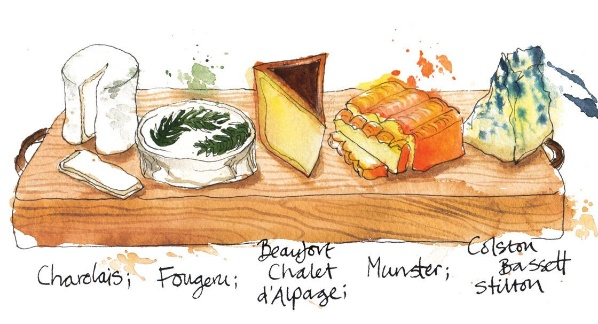 Charolais;
Fougeru;
Beaufort
Chalet
d'Alpage;
Munster;
Colston
Bassett
Stilton